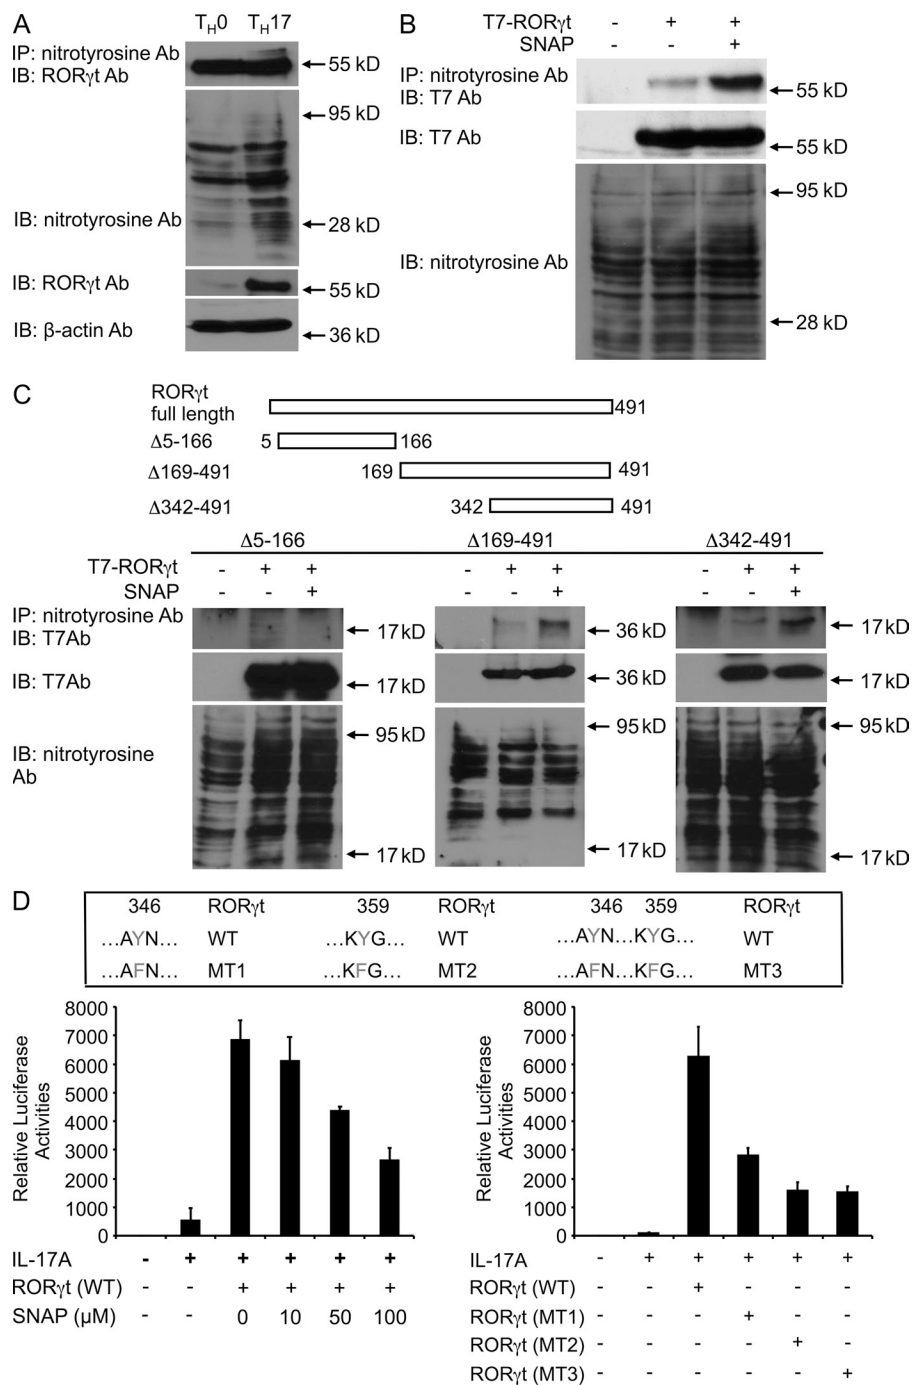 A
T_H0 T_H17
IP: nitrotyrosine Ab
IB: RORγt Ab
55 kD
95 kD
IB: nitrotyrosine Ab
28 kD
IB: RORγt Ab
55 kD
IB: β-actin Ab
36 kD
B
T7-RORγt - + +
SNAP - - +
IP: nitrotyrosine Ab
IB: T7 Ab
55 kD
IB: T7 Ab
55 kD
95 kD
IB: nitrotyrosine Ab
28 kD
C
RORγt
full length
491
Δ5-166 5 166
Δ169-491 169 491
Δ342-491 342 491
Δ5-166 Δ169-491 Δ342-491
T7-RORγt - + + - + + - + +
SNAP - - + - - + - - +
IP: nitrotyrosine Ab
IB: T7Ab
17 kD 36 kD 17 kD
IB: T7Ab
17 kD 36 kD 17 kD
95 kD 95 kD 95 kD
IB: nitrotyrosine
Ab
17 kD 17 kD 17 kD
D
346 RORγt 359 RORγt 346 359 RORγt
...AYN... WT ...KYG... WT ...AYN...KYG... WT
...AFN... MT1 ...KFG... MT2 ...AFN...KFG... MT3
Relative Luciferase
Activities
8000
7000
6000
5000
4000
3000
2000
1000
0
IL-17A - + + + + +
RORγt (WT) - - + + + +
SNAP (μM) - - 0 10 50 100
Relative Luciferase
Activities
8000
7000
6000
5000
4000
3000
2000
1000
0
IL-17A - + + + + +
RORγt (WT) - - + - - -
RORγt (MT1) - - - + - -
RORγt (MT2) - - - - + -
RORγt (MT3) - - - - - +